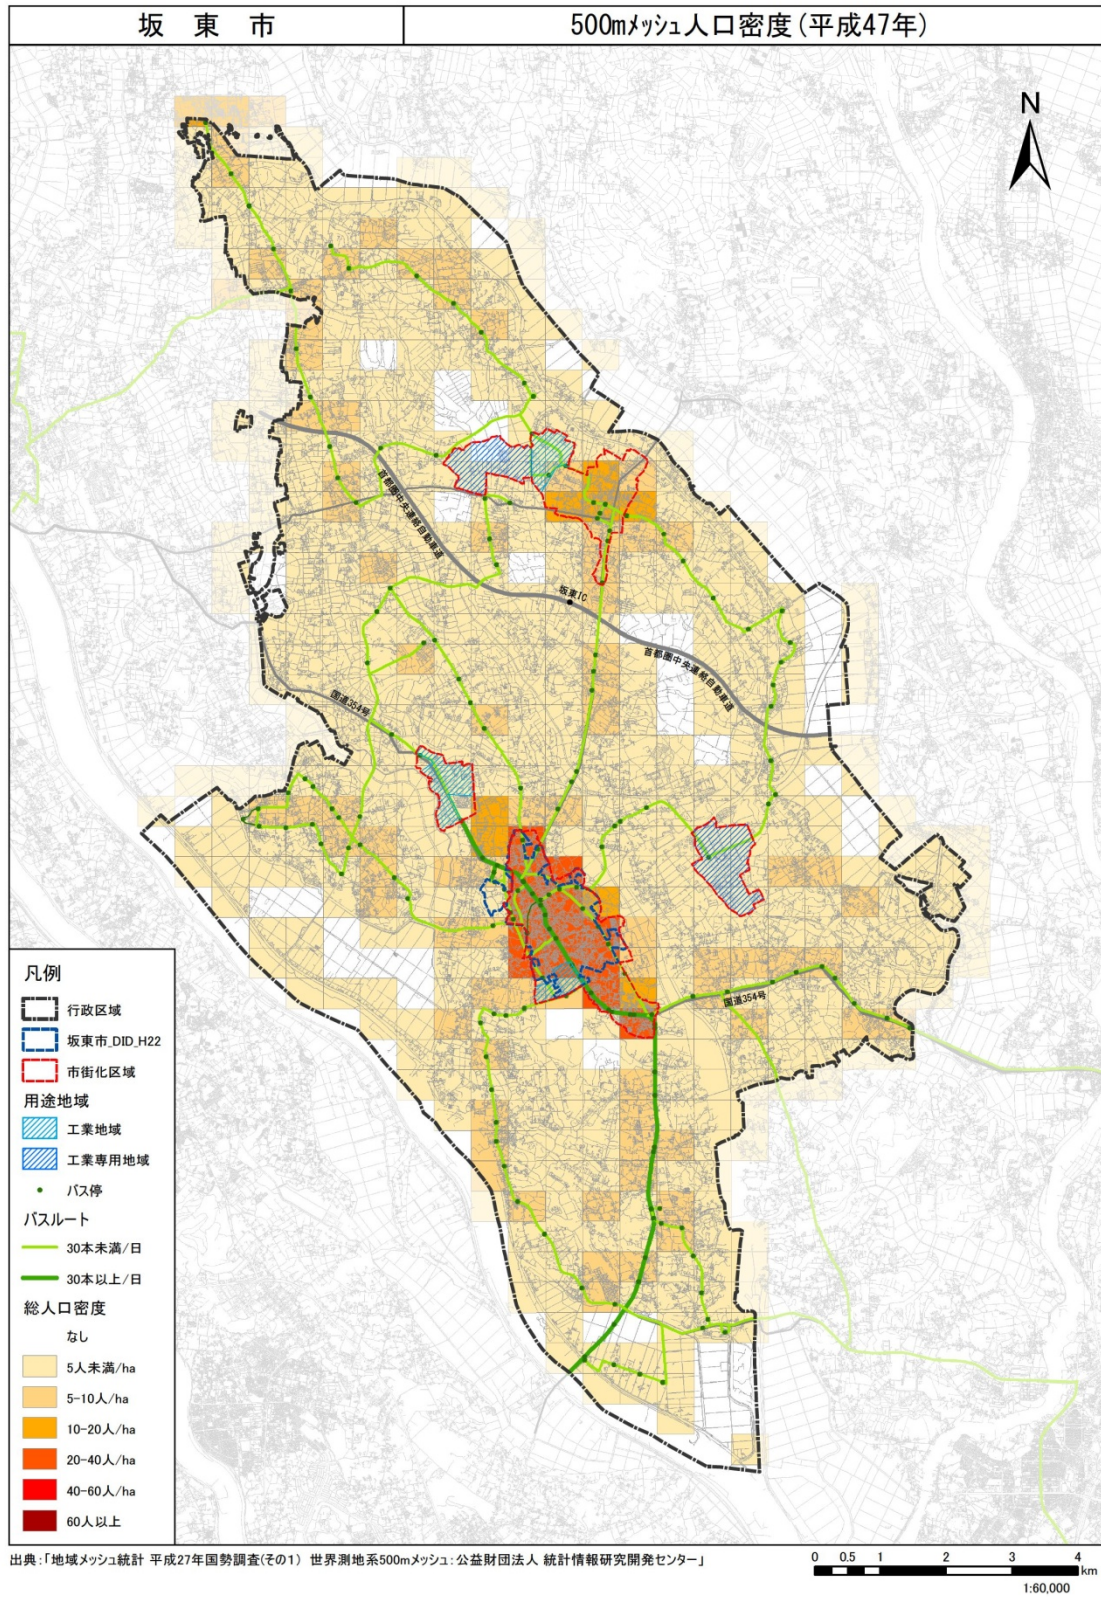 坂東市
500mメッシュ人口密度(平成47年)
N
首都圏中央連絡自動車道
坂東IC
首都圏中央連絡自動車道
国道354号
国道354号
凡例
行政区域
坂東市_DID_H22
市街化区域
用途地域
工業地域
工業専用地域
バス停
バスルート
30本未満/日
30本以上/日
総人口密度
なし
5人未満/ha
5-10人/ha
10-20人/ha
20-40人/ha
40-60人/ha
60人以上
出典:「地域メッシュ統計 平成27年国勢調査(その1) 世界測地系500mメッシュ:公益財団法人 統計情報研究開発センター」
0 0.5 1 2 3 4
km
1:60,000